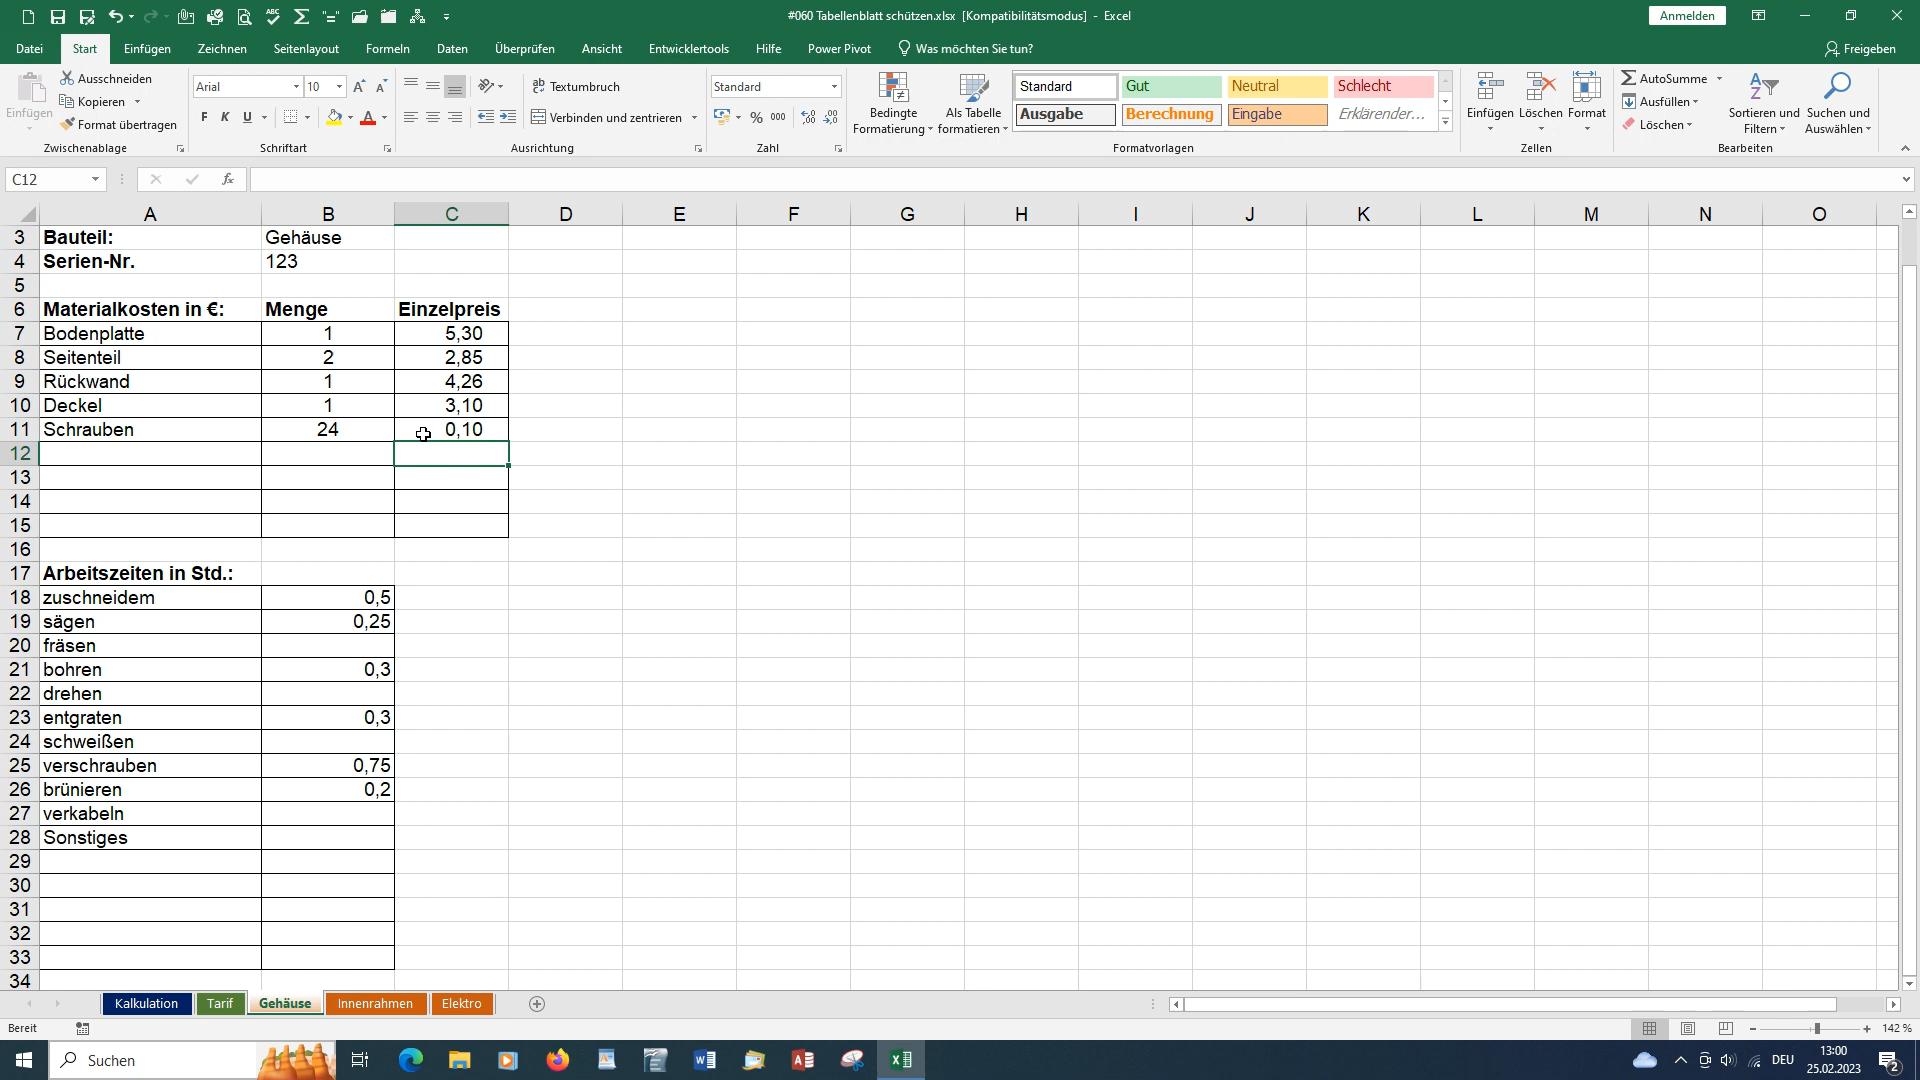 #060 Tabellenblatt schützen.xlsx [Kompatibilitätsmodus] - Excel
Anmelden
Datei Start Einfügen Zeichnen Seitenlayout Formeln Daten Überprüfen Ansicht Entwicklertools Hilfe Power Pivot Was möchten Sie tun? Freigeben
Einfügen
Ausschneiden
Kopieren
Format übertragen
Zwischenablage
Arial 10
F K U
Schriftart
Textumbruch
Verbinden und zentrieren
Ausrichtung
Standard
% 000
Zahl
Bedingte Formatierung
Als Tabelle formatieren
Standard Gut Neutral Schlecht
Ausgabe Berechnung Eingabe Erklärender...
Formatvorlagen
Einfügen Löschen Format
Zellen
AutoSumme
Ausfüllen
Löschen
Sortieren und Filtern
Suchen und Auswählen
Bearbeiten
C12 fx
A B C D E F G H I J K L M N O
3 Bauteil: Gehäuse
4 Serien-Nr. 123
5
6 Materialkosten in €: Menge Einzelpreis
7 Bodenplatte 1 5,30
8 Seitenteil 2 2,85
9 Rückwand 1 4,26
10 Deckel 1 3,10
11 Schrauben 24 0,10
12
13
14
15
16
17 Arbeitszeiten in Std.:
18 zuschneidem 0,5
19 sägen 0,25
20 fräsen
21 bohren 0,3
22 drehen
23 entgraten 0,3
24 schweißen
25 verschrauben 0,75
26 brünieren 0,2
27 verkabeln
28 Sonstiges
29
30
31
32
33
34
Kalkulation Tarif Gehäuse Innenrahmen Elektro
Bereit 142 %
Suchen
DEU
13:00
25.02.2023
2